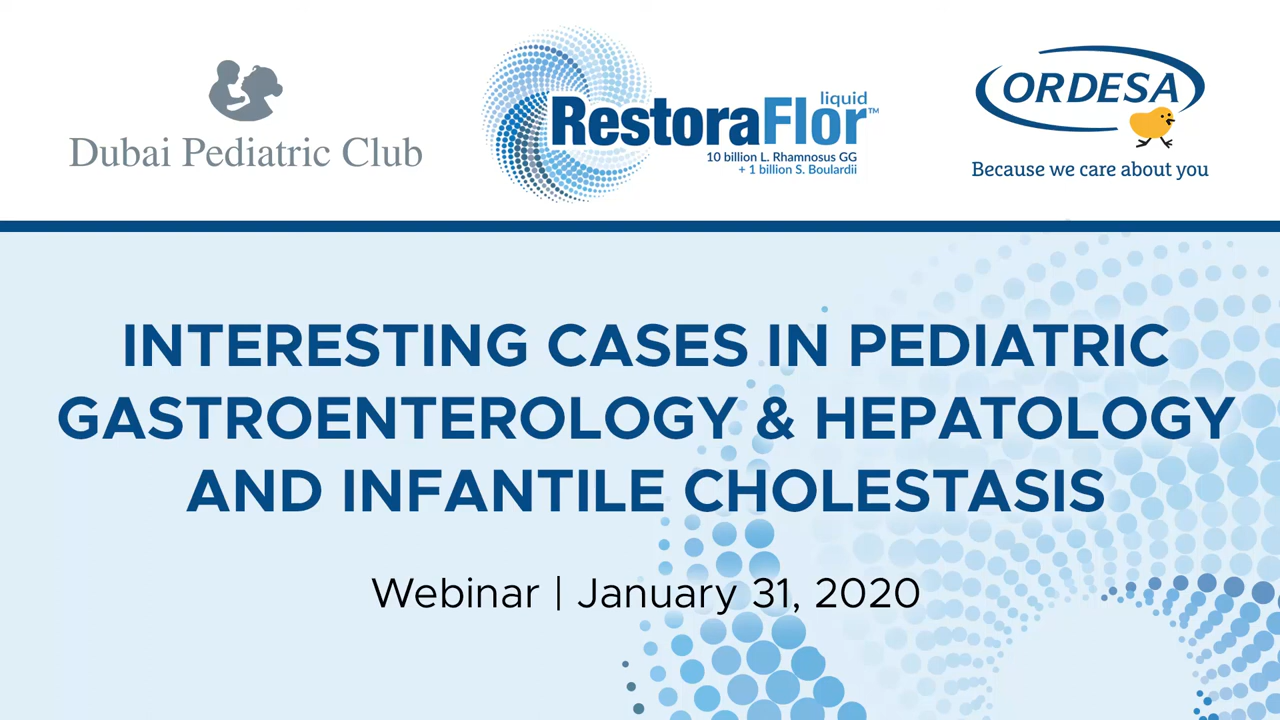 Dubai Pediatric Club
liquid
RestoraFlor™
10 billion L. Rhamnosus GG
+ 1 billion S. Boulardii
ORDESA
Because we care about you
INTERESTING CASES IN PEDIATRIC
GASTROENTEROLOGY & HEPATOLOGY
AND INFANTILE CHOLESTASIS
Webinar | January 31, 2020